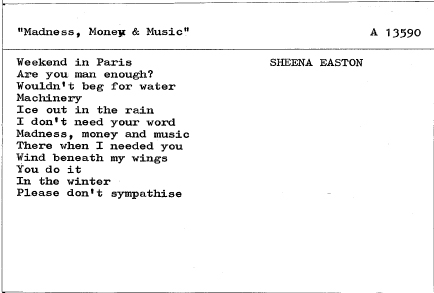 "Madness, Money & Music" A 13590
Weekend in Paris SHEENA EASTON
Are you man enough?
Wouldn't beg for water
Machinery
Ice out in the rain
I don't need your word
Madness, money and music
There when I needed you
Wind beneath my wings
You do it
In the winter
Please don't sympathise